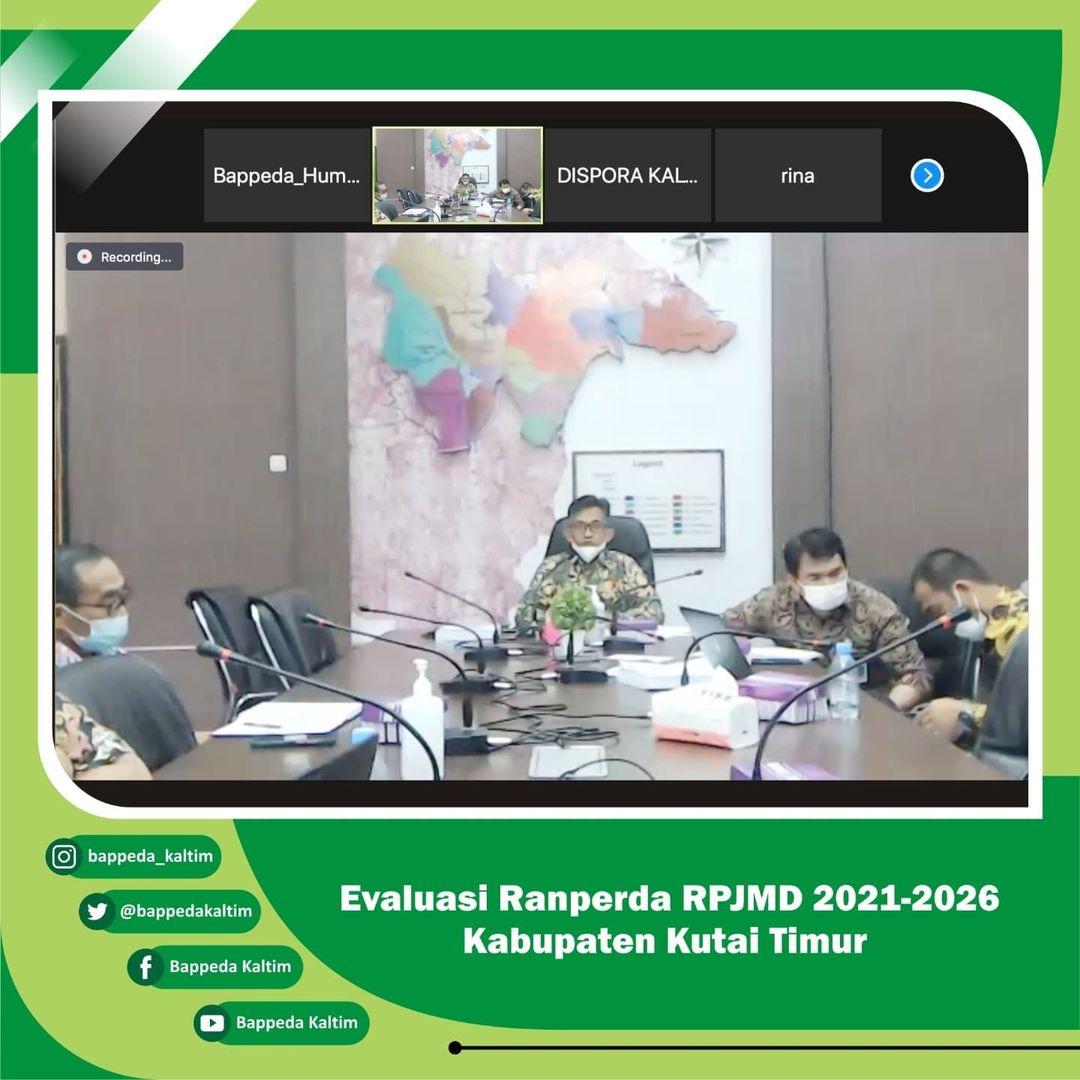 Bappeda_Hum...
DISPORA KAL...
rina
Recording...
Legend
bappeda_kaltim
@bappedakaltim
Bappeda Kaltim
Bappeda Kaltim
Evaluasi Ranperda RPJMD 2021-2026
Kabupaten Kutai Timur